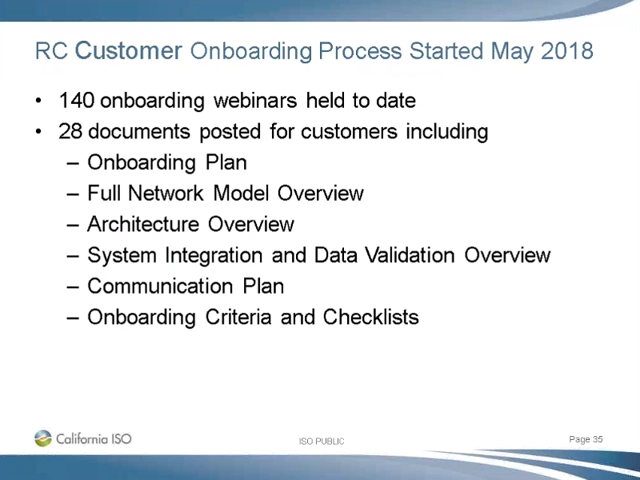 RC Customer Onboarding Process Started May 2018
• 140 onboarding webinars held to date
• 28 documents posted for customers including
– Onboarding Plan
– Full Network Model Overview
– Architecture Overview
– System Integration and Data Validation Overview
– Communication Plan
– Onboarding Criteria and Checklists
California ISO
ISO PUBLIC
Page 35